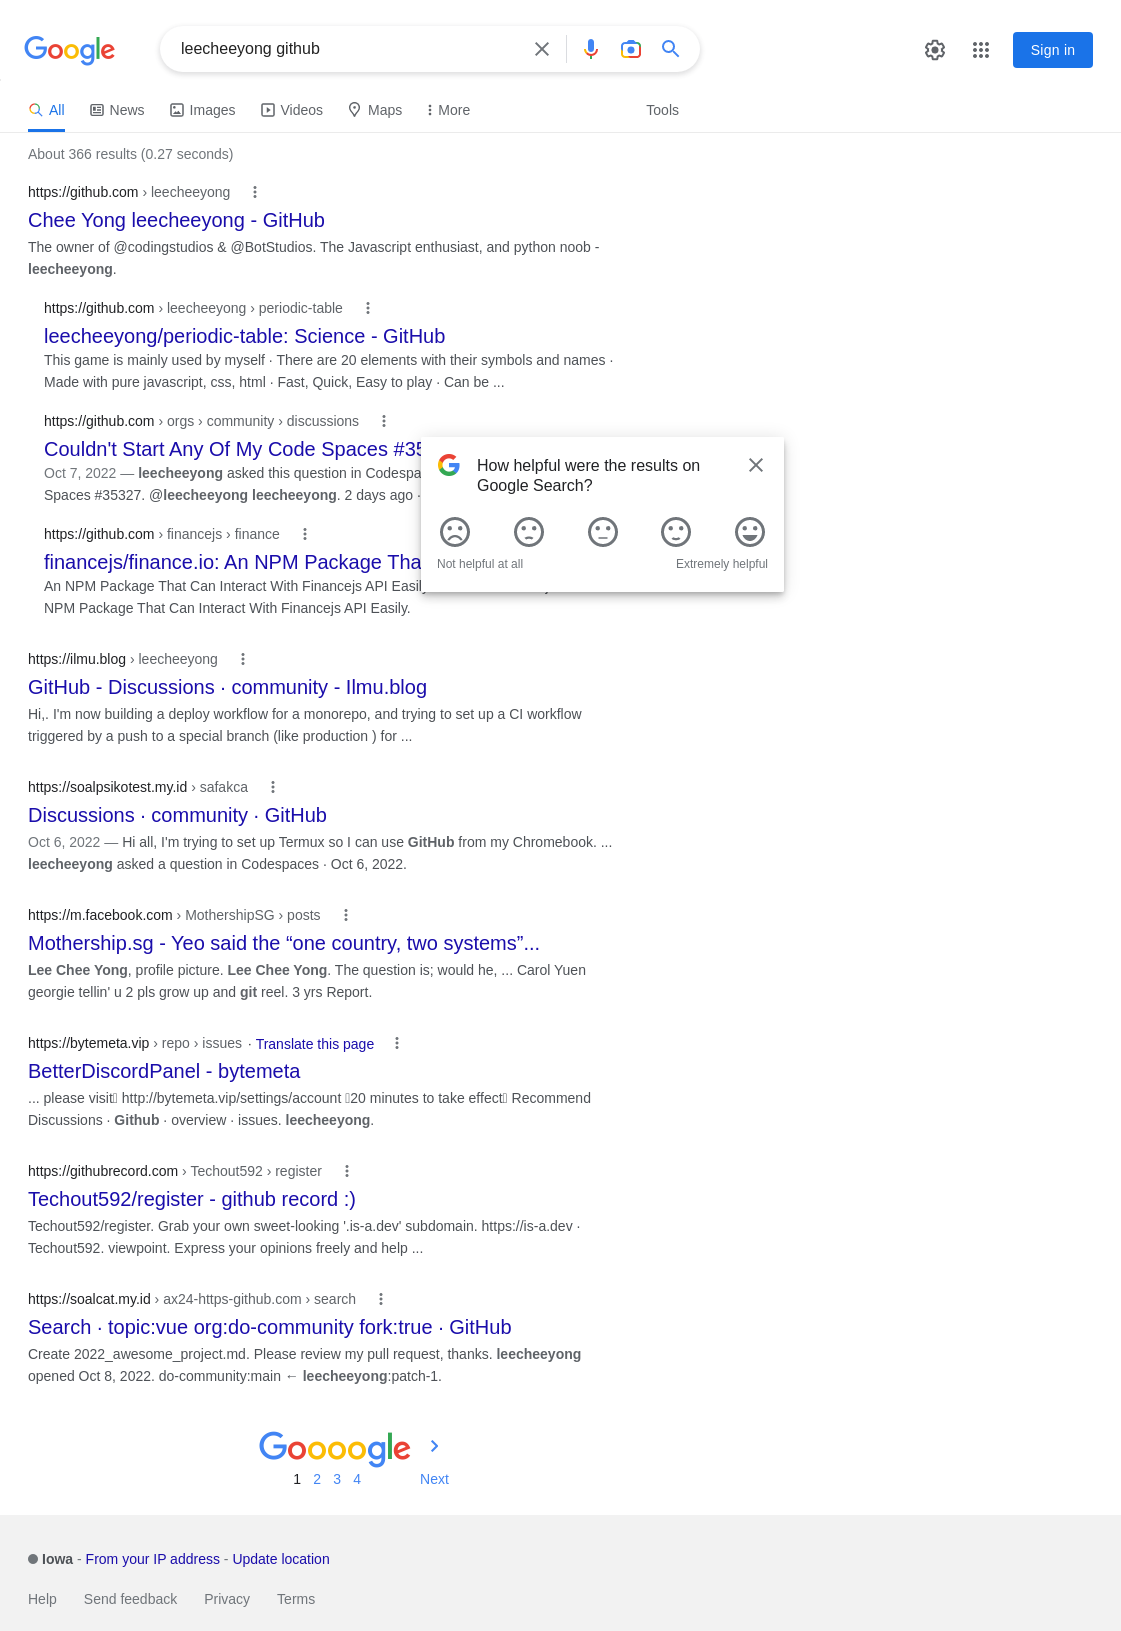 Google
leecheeyong github
Sign in
All
News
Images
Videos
Maps
More
Tools
About 366 results (0.27 seconds)
https://github.com › leecheeyong
Chee Yong leecheeyong - GitHub
The owner of @codingstudios & @BotStudios. The Javascript enthusiast, and python noob -
leecheeyong.
https://github.com › leecheeyong › periodic-table
leecheeyong/periodic-table: Science - GitHub
This game is mainly used by myself · There are 20 elements with their symbols and names ·
Made with pure javascript, css, html · Fast, Quick, Easy to play · Can be ...
https://github.com › orgs › community › discussions
Couldn't Start Any Of My Code Spaces #35
Oct 7, 2022 — leecheeyong asked this question in Codespa
Spaces #35327. @leecheeyong leecheeyong. 2 days ago ·
How helpful were the results on
Google Search?
Not helpful at all
Extremely helpful
https://github.com › financejs › finance
financejs/finance.io: An NPM Package Tha
An NPM Package That Can Interact With Financejs API Easily
NPM Package That Can Interact With Financejs API Easily.
https://ilmu.blog › leecheeyong
GitHub - Discussions · community - Ilmu.blog
Hi,. I'm now building a deploy workflow for a monorepo, and trying to set up a CI workflow
triggered by a push to a special branch (like production ) for ...
https://soalpsikotest.my.id › safakca
Discussions · community · GitHub
Oct 6, 2022 — Hi all, I'm trying to set up Termux so I can use GitHub from my Chromebook. ...
leecheeyong asked a question in Codespaces · Oct 6, 2022.
https://m.facebook.com › MothershipSG › posts
Mothership.sg - Yeo said the “one country, two systems”...
Lee Chee Yong, profile picture. Lee Chee Yong. The question is; would he, ... Carol Yuen
georgie tellin' u 2 pls grow up and git reel. 3 yrs Report.
https://bytemeta.vip › repo › issues · Translate this page
BetterDiscordPanel - bytemeta
... please visit▯ http://bytemeta.vip/settings/account ▯20 minutes to take effect▯ Recommend
Discussions · Github · overview · issues. leecheeyong.
https://githubrecord.com › Techout592 › register
Techout592/register - github record :)
Techout592/register. Grab your own sweet-looking '.is-a.dev' subdomain. https://is-a.dev ·
Techout592. viewpoint. Express your opinions freely and help ...
https://soalcat.my.id › ax24-https-github.com › search
Search · topic:vue org:do-community fork:true · GitHub
Create 2022_awesome_project.md. Please review my pull request, thanks. leecheeyong
opened Oct 8, 2022. do-community:main ← leecheeyong:patch-1.
Goooogle
1 2 3 4 Next
Iowa - From your IP address - Update location
Help Send feedback Privacy Terms